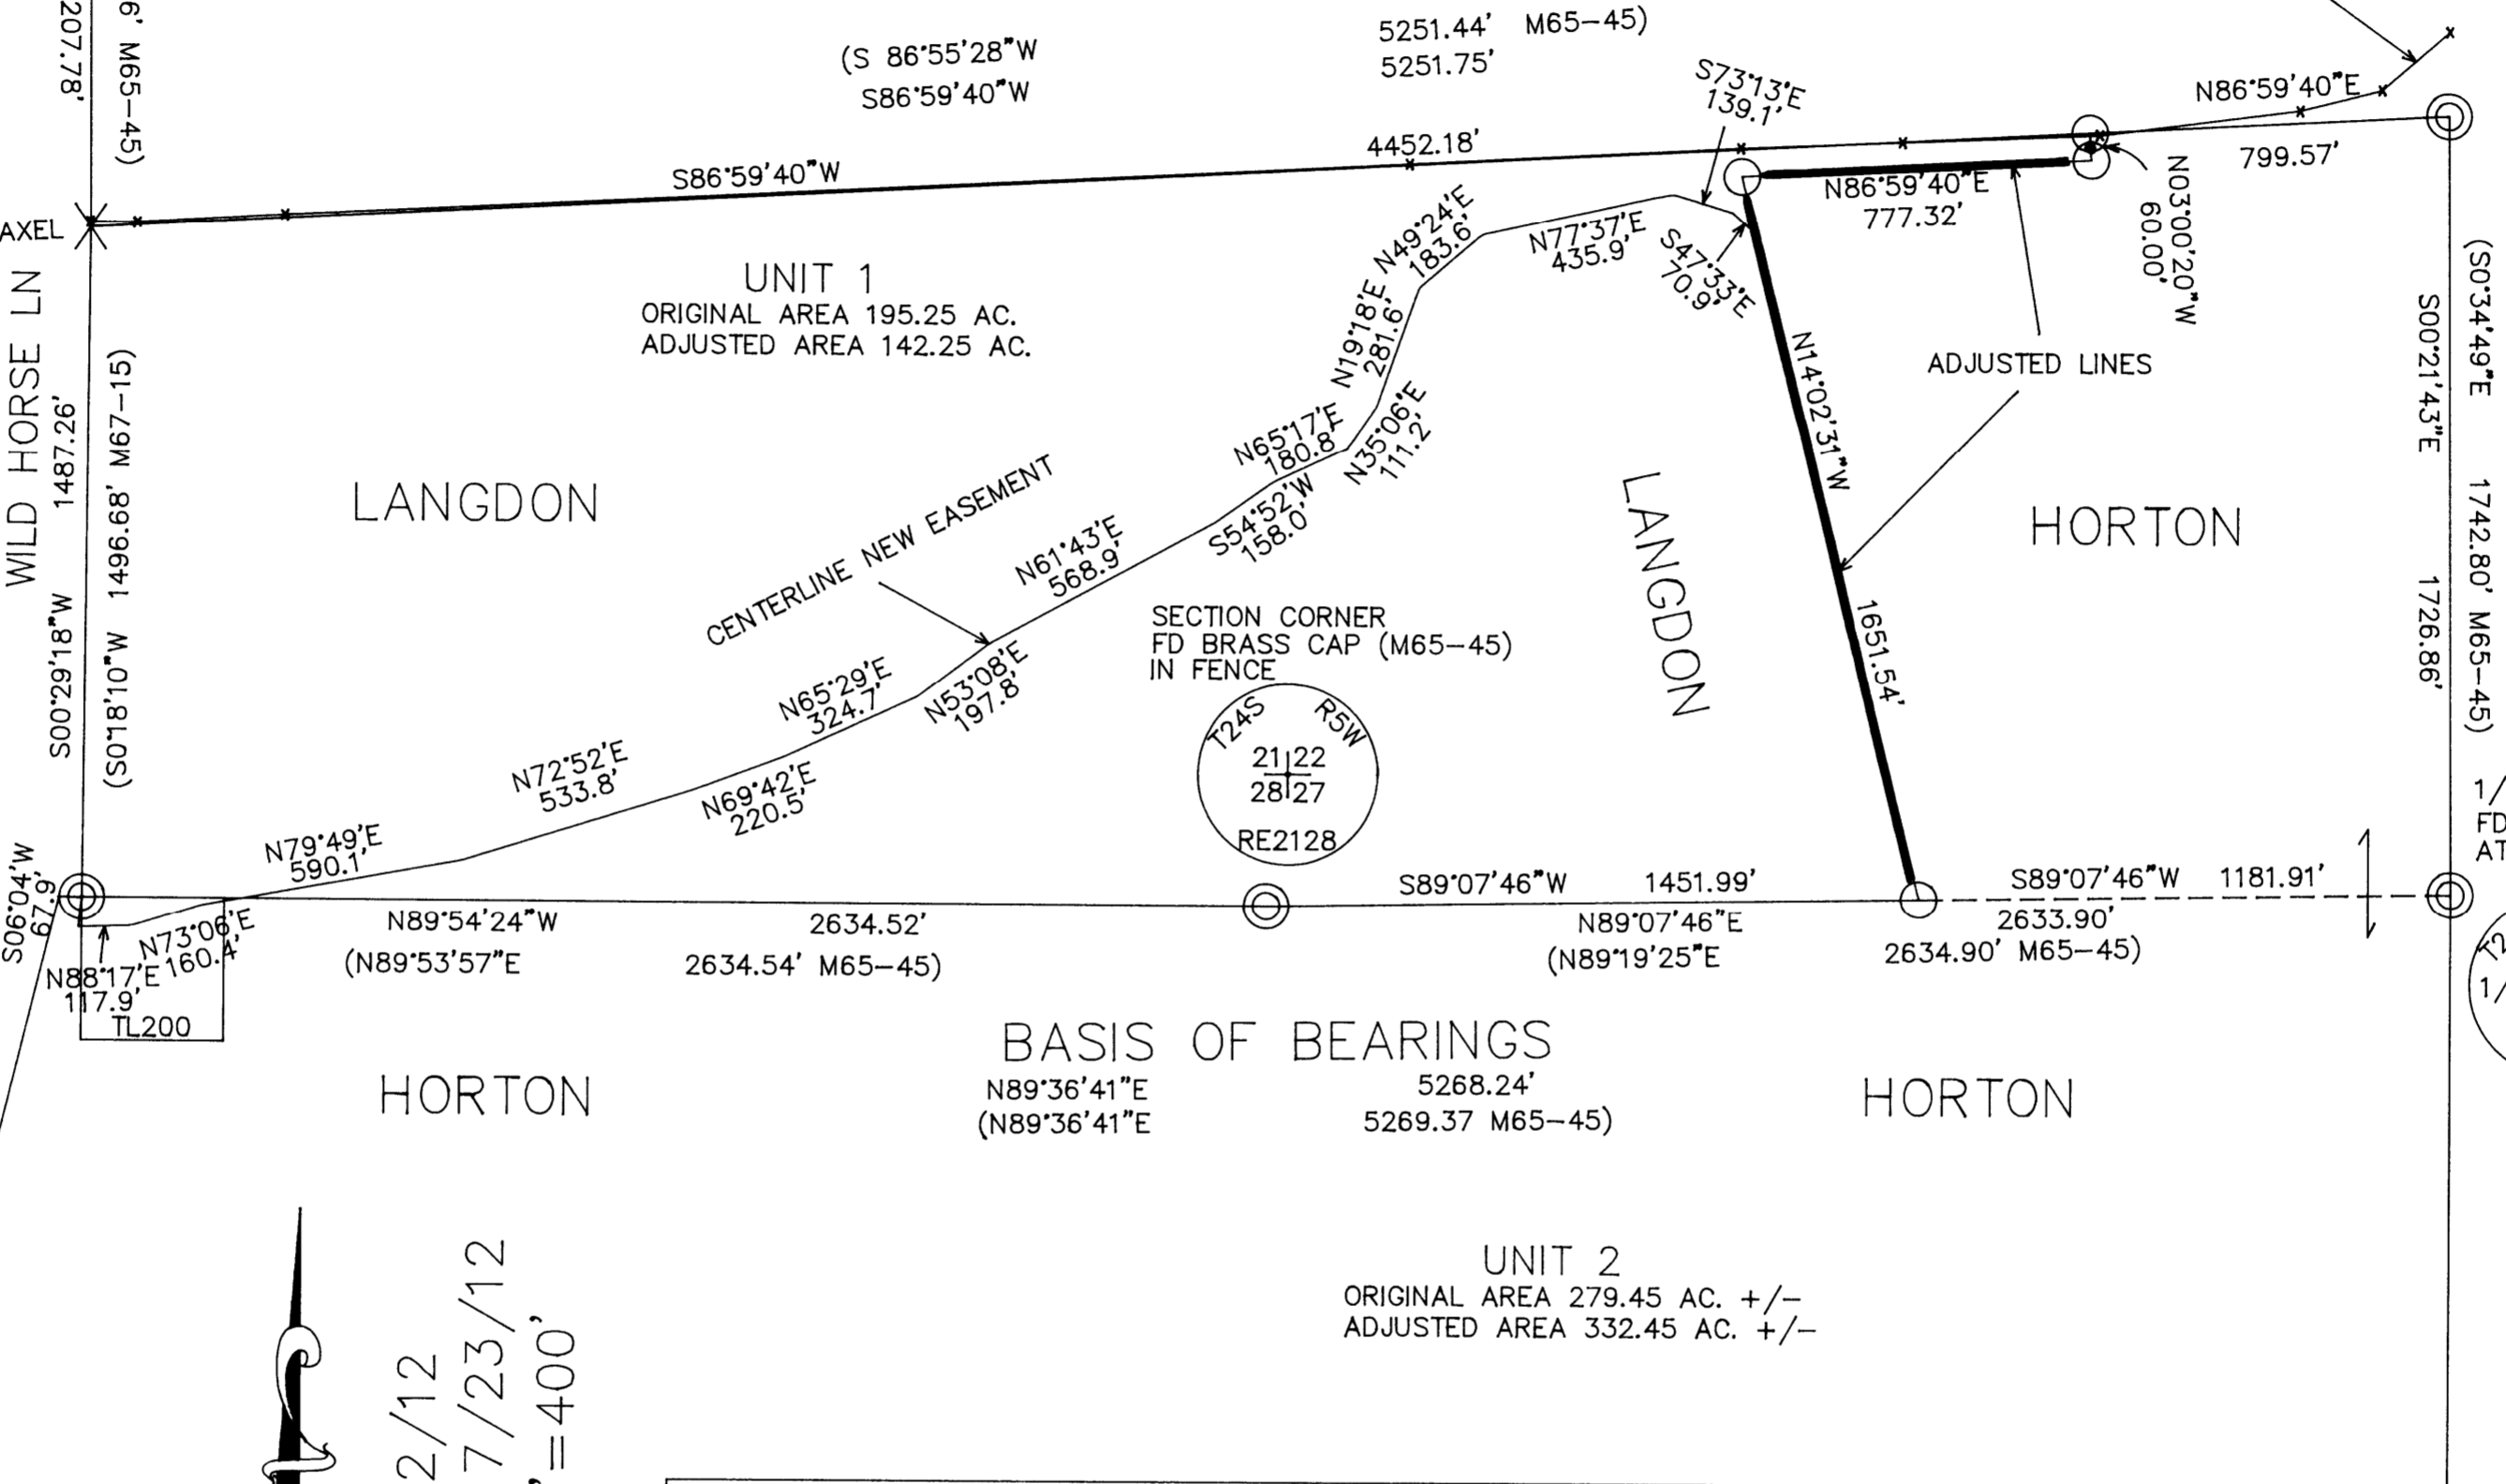 207.78'
6' M65-45)
(S 86°55'28"W
5251.44' M65-45)
S86°59'40"W
5251.75'
S73°13'E
139.1'
N86°59'40"E
799.57'
4452.18'
S86°59'40"W
AXEL
N86°59'40"E
777.32'
N03°00'20"W
60.00'
N49°24'E
183.6'
N77°37'E
435.9'
S47°33'E
70.9'
UNIT 1
ORIGINAL AREA 195.25 AC.
ADJUSTED AREA 142.25 AC.
N19°18'E
281.6'
ADJUSTED LINES
N14°02'31"W
1651.54'
(S0°34'49"E 1742.80' M65-45)
S00°21'43"E 1726.86'
WILD HORSE LN
S00°29'18"W 1487.26'
(S0°18'10"W 1496.68' M67-15)
N65°17'E
180.8'
N35°06'E
111.2'
LANGDON
LANGDON
HORTON
CENTERLINE NEW EASEMENT
S54°52'W
158.0'
N61°43'E
568.9'
SECTION CORNER
FD BRASS CAP (M65-45)
IN FENCE
T24S R5W
21 22
28 27
RE2128
N65°29'E
324.7'
N53°08'E
197.8'
N72°52'E
533.8'
N69°42'E
220.5'
N79°49'E
590.1'
1/
FD
AT
S06°04'W
67.9'
S89°07'46"W 1451.99'
S89°07'46"W 1181.91'
N73°06'E
160.4'
N88°17'E
117.9'
TL200
N89°54'24"W 2634.52'
(N89°53'57"E 2634.54' M65-45)
N89°07'46"E 2633.90'
(N89°19'25"E 2634.90' M65-45)
T2
1/
BASIS OF BEARINGS
N89°36'41"E 5268.24'
(N89°36'41"E 5269.37 M65-45)
HORTON
HORTON
UNIT 2
ORIGINAL AREA 279.45 AC. +/-
ADJUSTED AREA 332.45 AC. +/-
2/12
7/23/12
'=400'